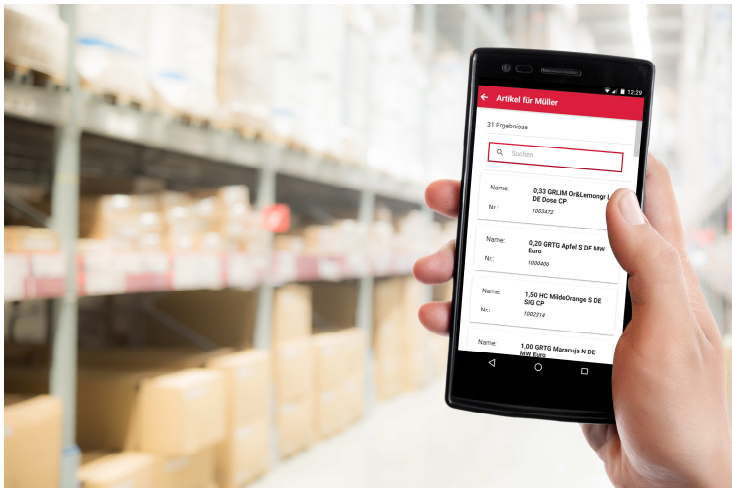 12:29
Artikel für Müller
31 Ergebnisse
Suchen
Name: 0,33 GRLIM Or&Lemongr
DE Dose CP
Nr.: 1003472
Name: 0,20 GRTG Apfel S DE MW
Euro
Nr.: 1000406
Name: 1,50 HC MildeOrange S DE
SIG CP
Nr.: 1002314
Name: 1,00 GRTG Maracuja N DE
MW Euro